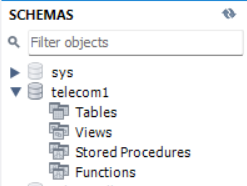 SCHEMAS
Filter objects
sys
telecom1
Tables
Views
Stored Procedures
Functions